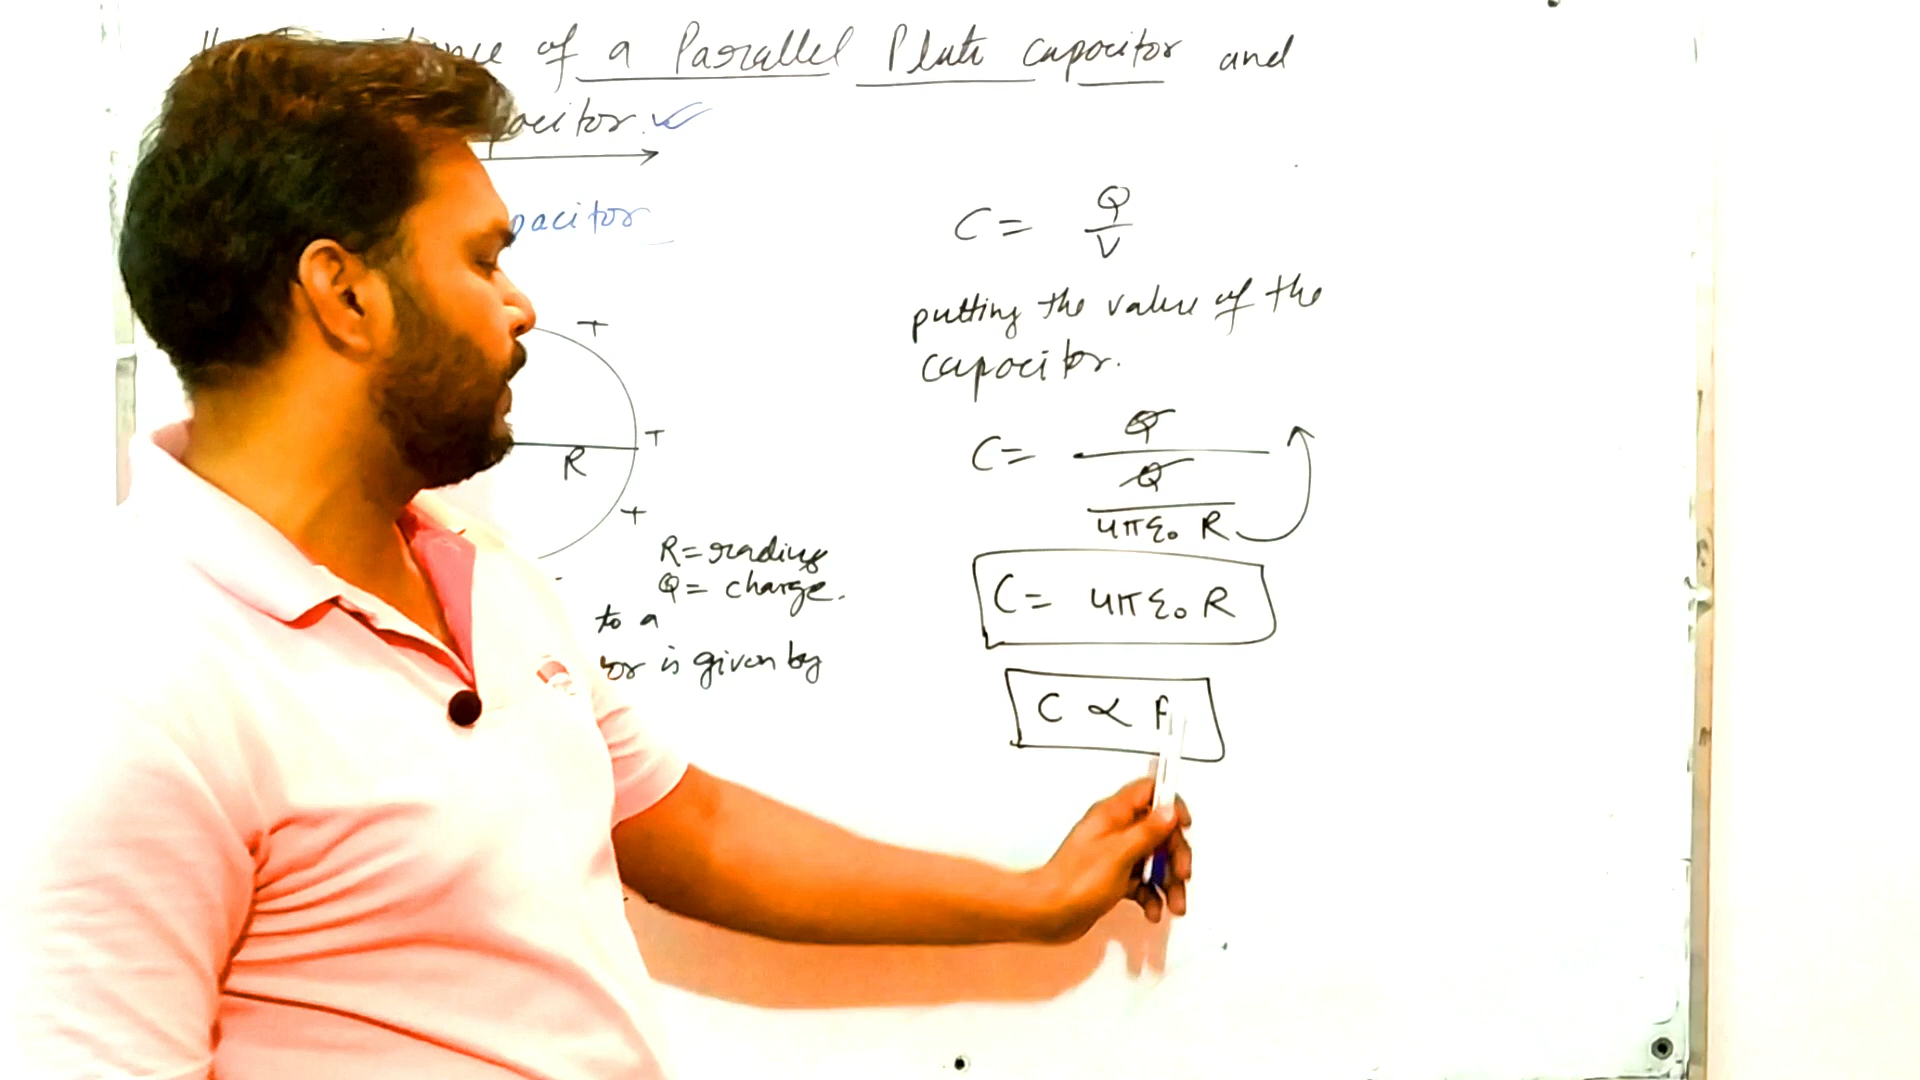 of a Parallel Plate capacitor and
pacitor.
pacitor
+
+
R
+
R= radius
Q= charge.
to a
or is given by
C= Q/V
putting the value of the
capacitor.
C= Q/(Q/4πε₀ R)
C= 4πε₀ R
C ∝ R